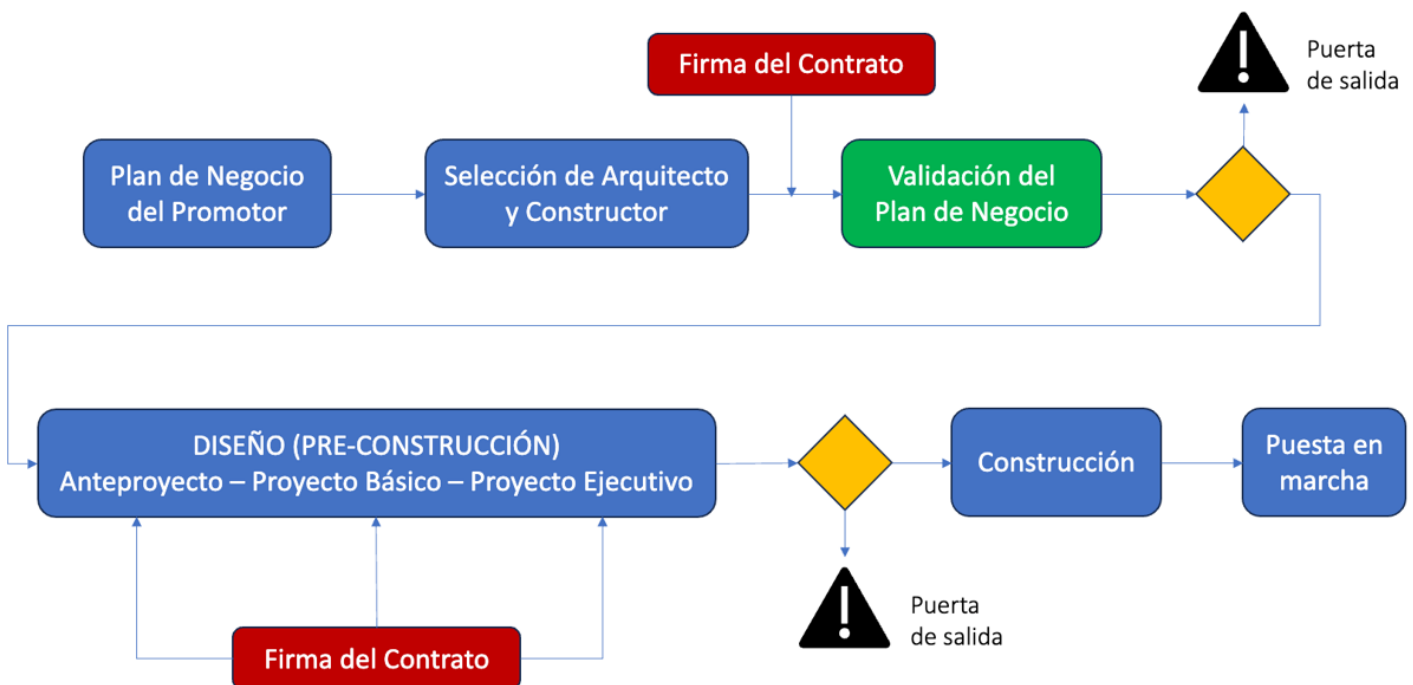 Firma del Contrato
Puerta
de salida
Plan de Negocio
del Promotor
Selección de Arquitecto
y Constructor
Validación del
Plan de Negocio
DISEÑO (PRE-CONSTRUCCIÓN)
Anteproyecto – Proyecto Básico – Proyecto Ejecutivo
Construcción
Puesta en
marcha
Puerta
de salida
Firma del Contrato